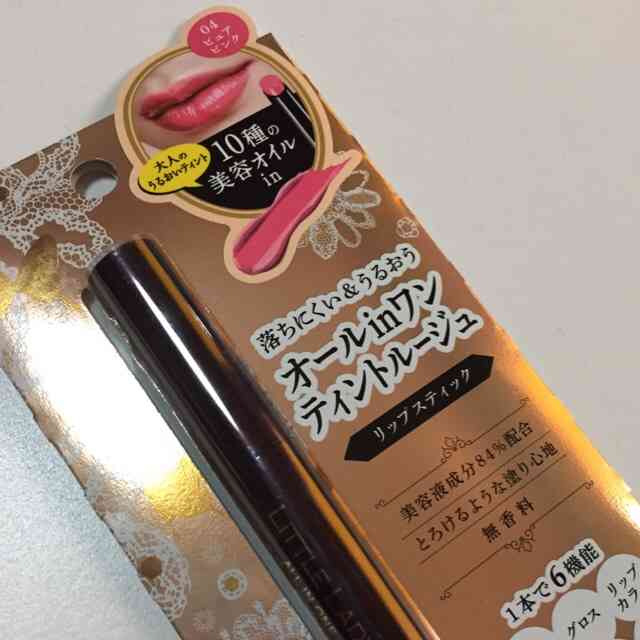 04
ピュア
ピンク
大人の
うるおいティント
10種の
美容オイル
in
落ちにくい&うるおう
オールinワン
ティントルージュ
リップスティック
美容液成分84%配合
とろけるような塗り心地
無香料
1本で6機能
リップ
カラ
グロス